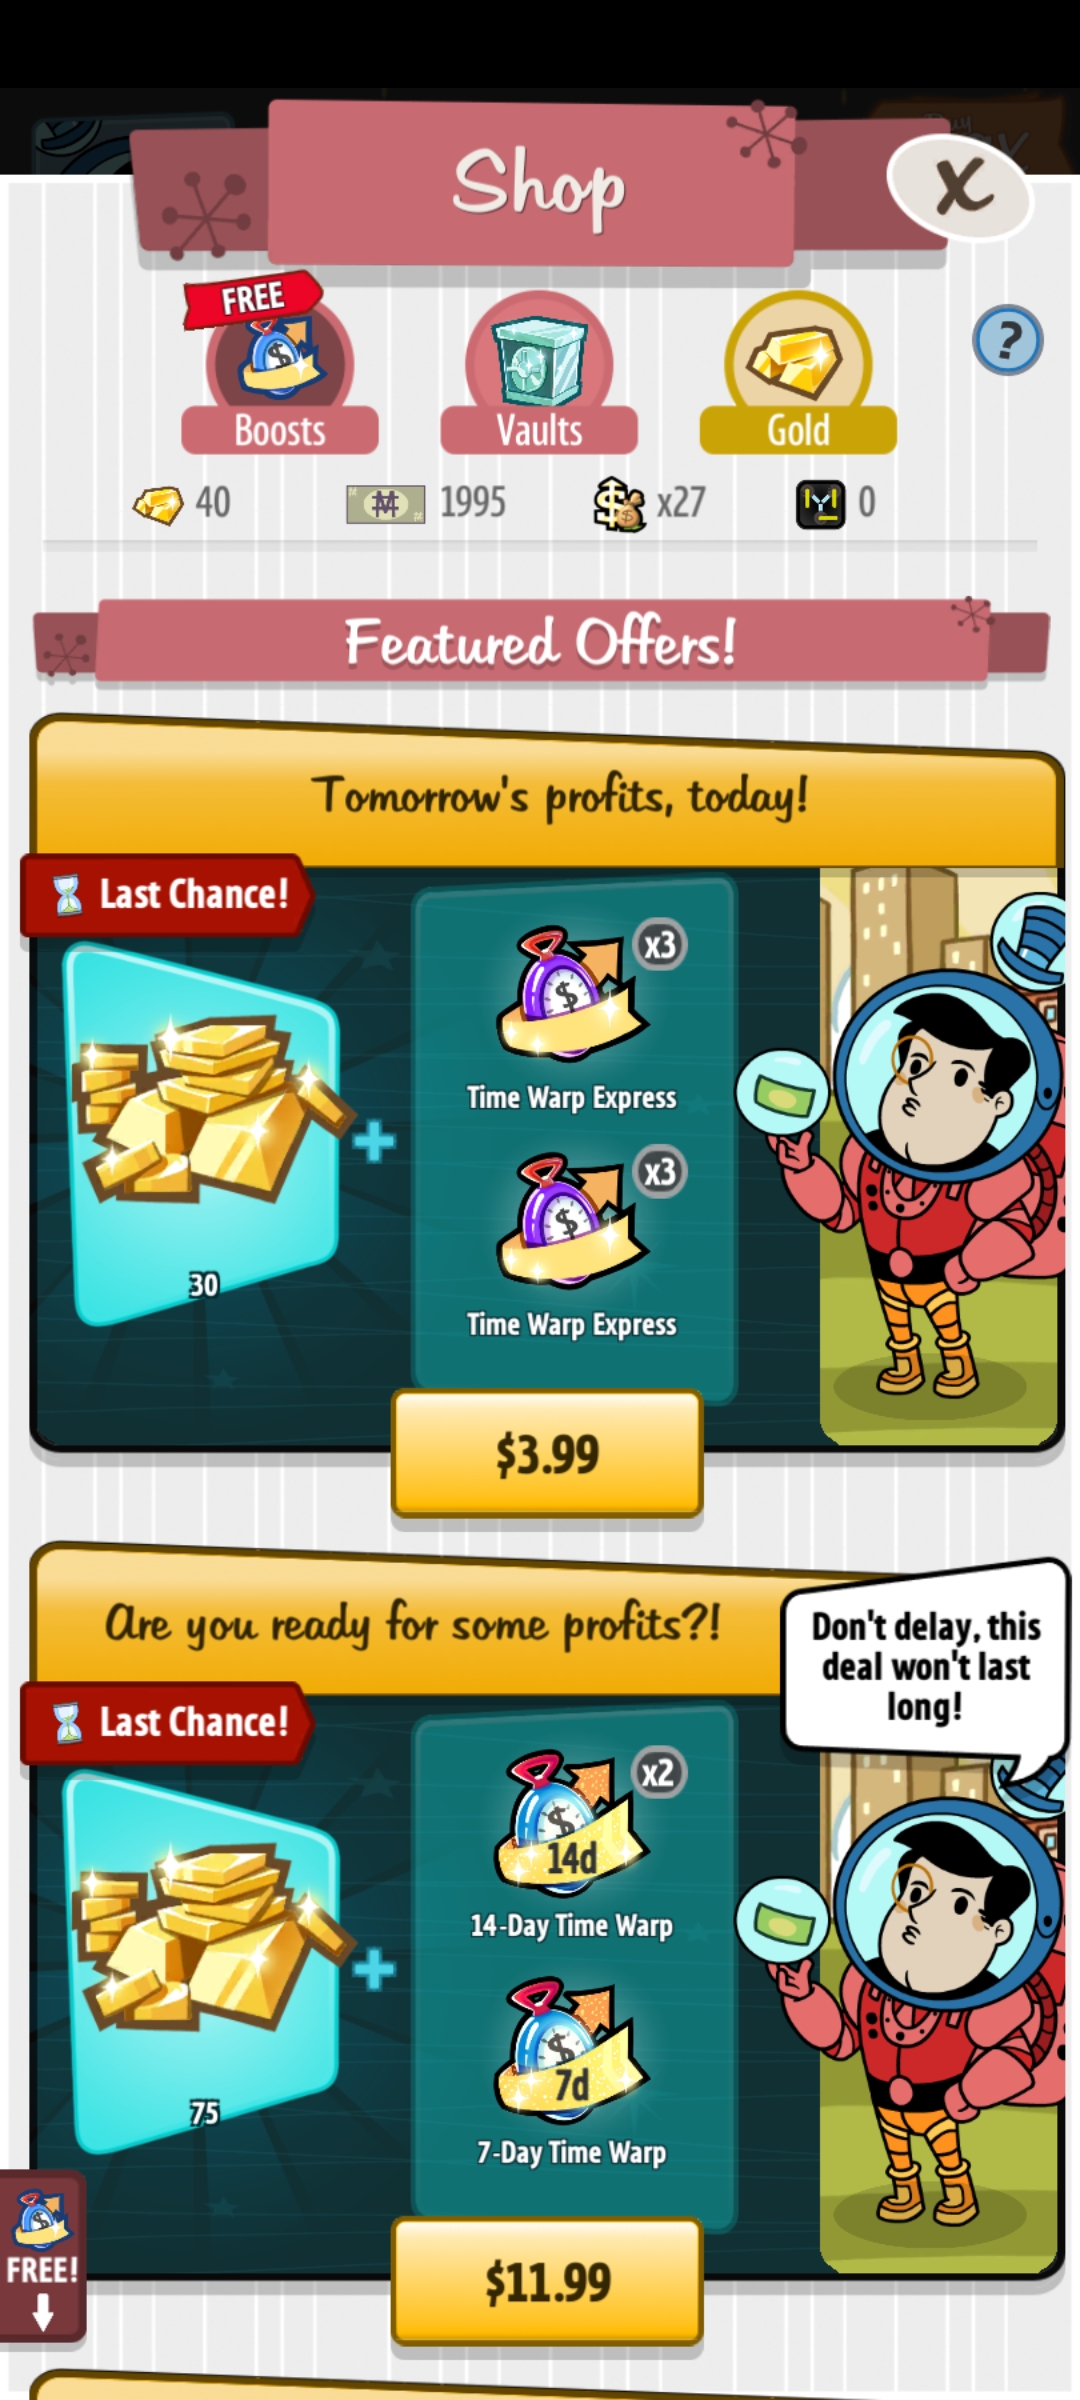 Shop
X
FREE
Boosts
Vaults
Gold
?
40
1995
x27
0
Featured Offers!
Tomorrow's profits, today!
Last Chance!
x3
Time Warp Express
x3
Time Warp Express
30
$3.99
Are you ready for some profits?!
Don't delay, this
deal won't last
long!
Last Chance!
x2
14d
14-Day Time Warp
7d
7-Day Time Warp
75
FREE!
$11.99